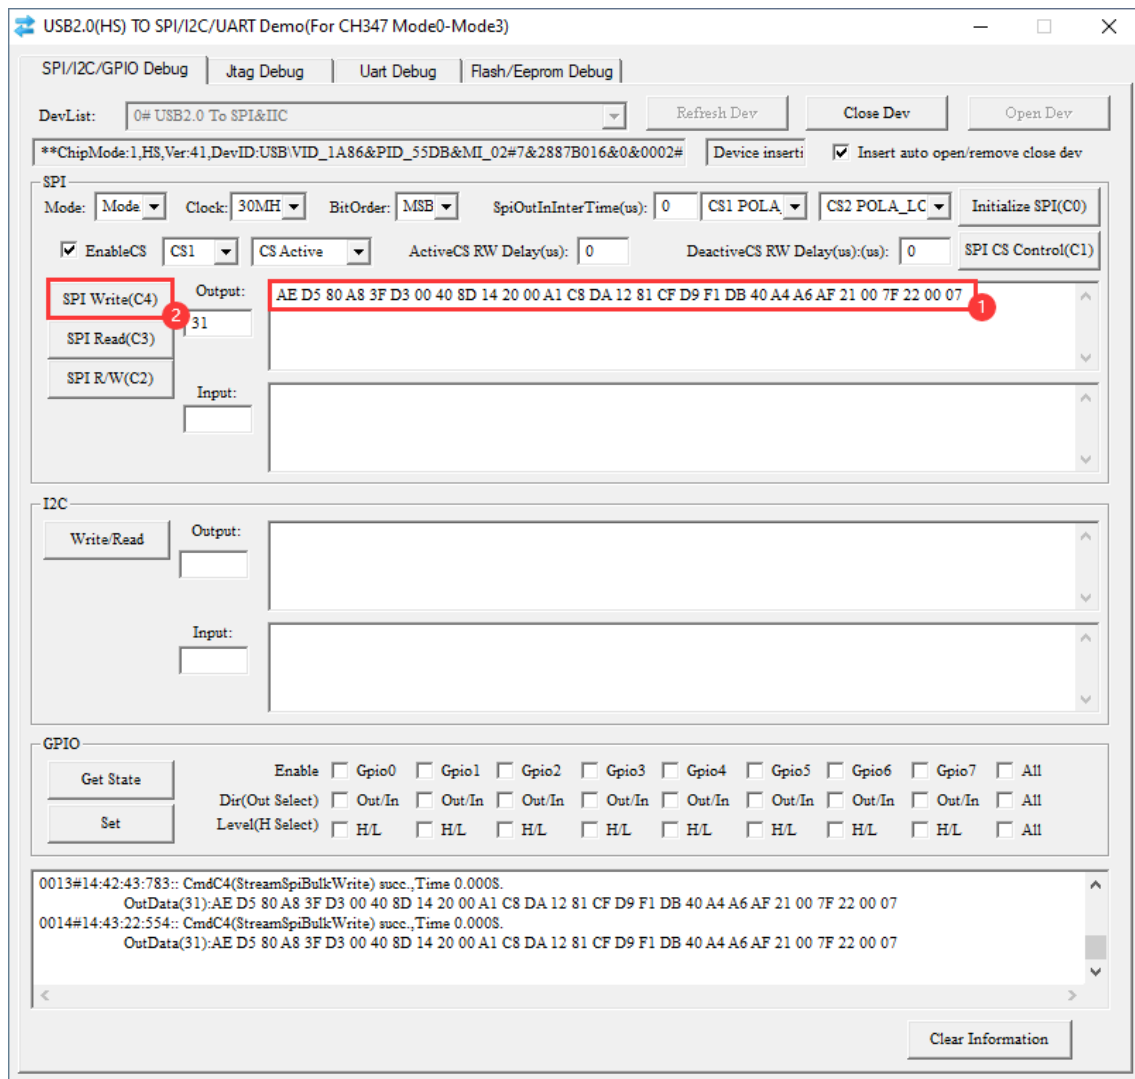 USB2.0(HS) TO SPI/I2C/UART Demo(For CH347 Mode0-Mode3)
SPI/I2C/GPIO Debug Jtag Debug Uart Debug Flash/Eeprom Debug
DevList: 0# USB2.0 To SPI&IIC Refresh Dev Close Dev Open Dev
**ChipMode:1,HS,Ver:41,DevID:USB\VID_1A86&PID_55DB&MI_02#7&2887B016&0&0002# Device inserti Insert auto open/remove close dev
SPI
Mode: Mode Clock: 30MH BitOrder: MSB SpiOutInInterTime(us): 0 CS1 POLA_ CS2 POLA_LC Initialize SPI(C0)
EnableCS CS1 CS Active ActiveCS RW Delay(us): 0 DeactiveCS RW Delay(us):(us): 0 SPI CS Control(C1)
SPI Write(C4) Output: AE D5 80 A8 3F D3 00 40 8D 14 20 00 A1 C8 DA 12 81 CF D9 F1 DB 40 A4 A6 AF 21 00 7F 22 00 07
2 31 1
SPI Read(C3)
SPI R/W(C2)
Input:
I2C
Write/Read Output:
Input:
GPIO
Get State Enable Gpio0 Gpio1 Gpio2 Gpio3 Gpio4 Gpio5 Gpio6 Gpio7 All
Dir(Out Select) Out/In Out/In Out/In Out/In Out/In Out/In Out/In Out/In All
Set Level(H Select) H/L H/L H/L H/L H/L H/L H/L H/L All
0013#14:42:43:783:: CmdC4(StreamSpiBulkWrite) succ.,Time 0.000S.
OutData(31):AE D5 80 A8 3F D3 00 40 8D 14 20 00 A1 C8 DA 12 81 CF D9 F1 DB 40 A4 A6 AF 21 00 7F 22 00 07
0014#14:43:22:554:: CmdC4(StreamSpiBulkWrite) succ.,Time 0.000S.
OutData(31):AE D5 80 A8 3F D3 00 40 8D 14 20 00 A1 C8 DA 12 81 CF D9 F1 DB 40 A4 A6 AF 21 00 7F 22 00 07
Clear Information